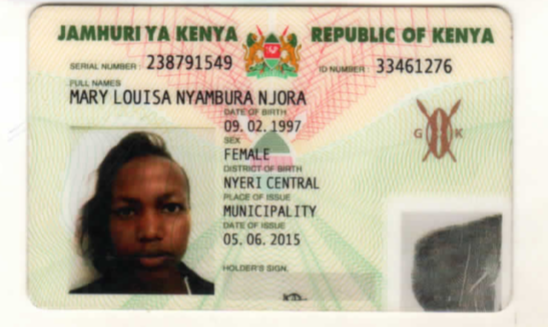 JAMHURI YA KENYA REPUBLIC OF KENYA
SERIAL NUMBER: 238791549 ID NUMBER: 33461276
FULL NAMES
MARY LOUISA NYAMBURA NJORA
DATE OF BIRTH
09. 02. 1997
SEX
FEMALE
DISTRICT OF BIRTH
NYERI CENTRAL
PLACE OF ISSUE
MUNICIPALITY
DATE OF ISSUE
05. 06. 2015
HOLDER'S SIGN.
G K